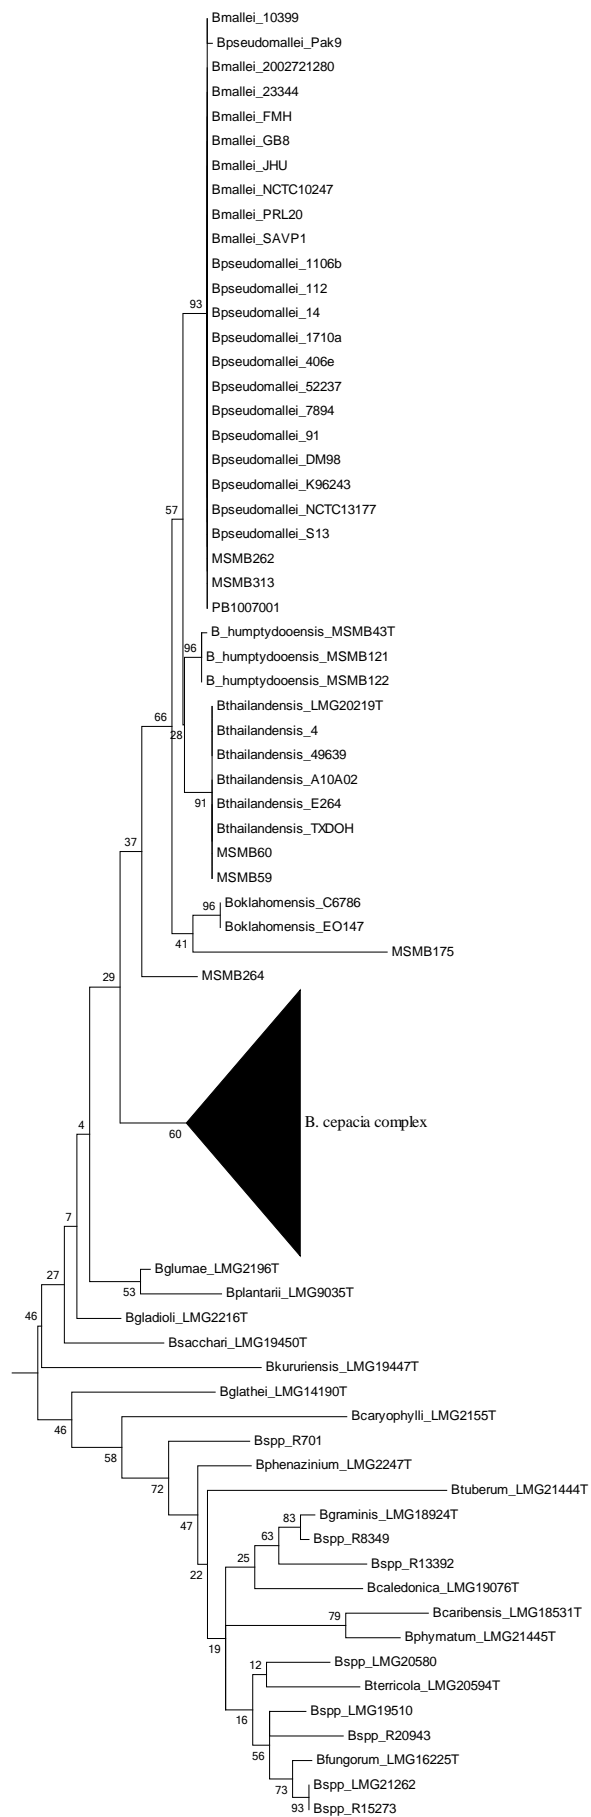 Bmallei_10399
Bpseudomallei_Pak9
Bmallei_2002721280
Bmallei_23344
Bmallei_FMH
Bmallei_GB8
Bmallei_JHU
Bmallei_NCTC10247
Bmallei_PRL20
Bmallei_SAVP1
Bpseudomallei_1106b
Bpseudomallei_112
93
Bpseudomallei_14
Bpseudomallei_1710a
Bpseudomallei_406e
Bpseudomallei_52237
Bpseudomallei_7894
Bpseudomallei_91
Bpseudomallei_DM98
Bpseudomallei_K96243
57
Bpseudomallei_NCTC13177
Bpseudomallei_S13
MSMB262
MSMB313
PB1007001
B_humptydooensis_MSMB43T
96
B_humptydooensis_MSMB121
B_humptydooensis_MSMB122
Bthailandensis_LMG20219T
66
28
Bthailandensis_4
Bthailandensis_49639
Bthailandensis_A10A02
91
Bthailandensis_E264
Bthailandensis_TXDOH
37
MSMB60
MSMB59
96
Boklahomensis_C6786
Boklahomensis_EO147
41
MSMB175
29
MSMB264
B. cepacia complex
4
60
7
Bglumae_LMG2196T
27
53
Bplantarii_LMG9035T
46
Bgladioli_LMG2216T
Bsacchari_LMG19450T
Bkururiensis_LMG19447T
Bglathei_LMG14190T
46
Bcaryophylli_LMG2155T
58
Bspp_R701
Bphenazinium_LMG2247T
72
Btuberum_LMG21444T
47
83
Bgraminis_LMG18924T
63
Bspp_R8349
25
Bspp_R13392
22
Bcaledonica_LMG19076T
79
Bcaribensis_LMG18531T
19
Bphymatum_LMG21445T
12
Bspp_LMG20580
Bterricola_LMG20594T
16
Bspp_LMG19510
Bspp_R20943
56
Bfungorum_LMG16225T
73
Bspp_LMG21262
93
Bspp_R15273